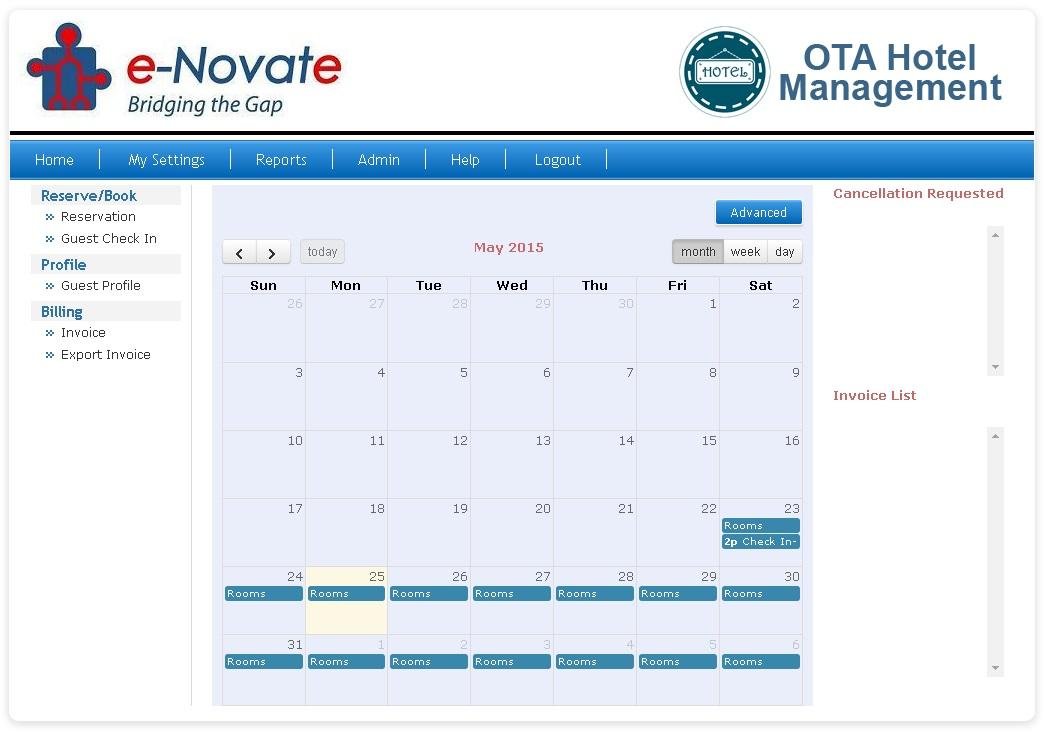 e-Novate
Bridging the Gap
HOTEL
OTA Hotel
Management
Home My Settings Reports Admin Help Logout
Reserve/Book
Reservation
Guest Check In
Profile
Guest Profile
Billing
Invoice
Export Invoice
Advanced
today May 2015 month week day
Sun Mon Tue Wed Thu Fri Sat
26 27 28 29 30 1 2
3 4 5 6 7 8 9
10 11 12 13 14 15 16
17 18 19 20 21 22 23
Rooms
2p Check In-
24 25 26 27 28 29 30
Rooms Rooms Rooms Rooms Rooms Rooms Rooms
31 1 2 3 4 5 6
Rooms Rooms Rooms Rooms Rooms Rooms Rooms
Cancellation Requested
Invoice List